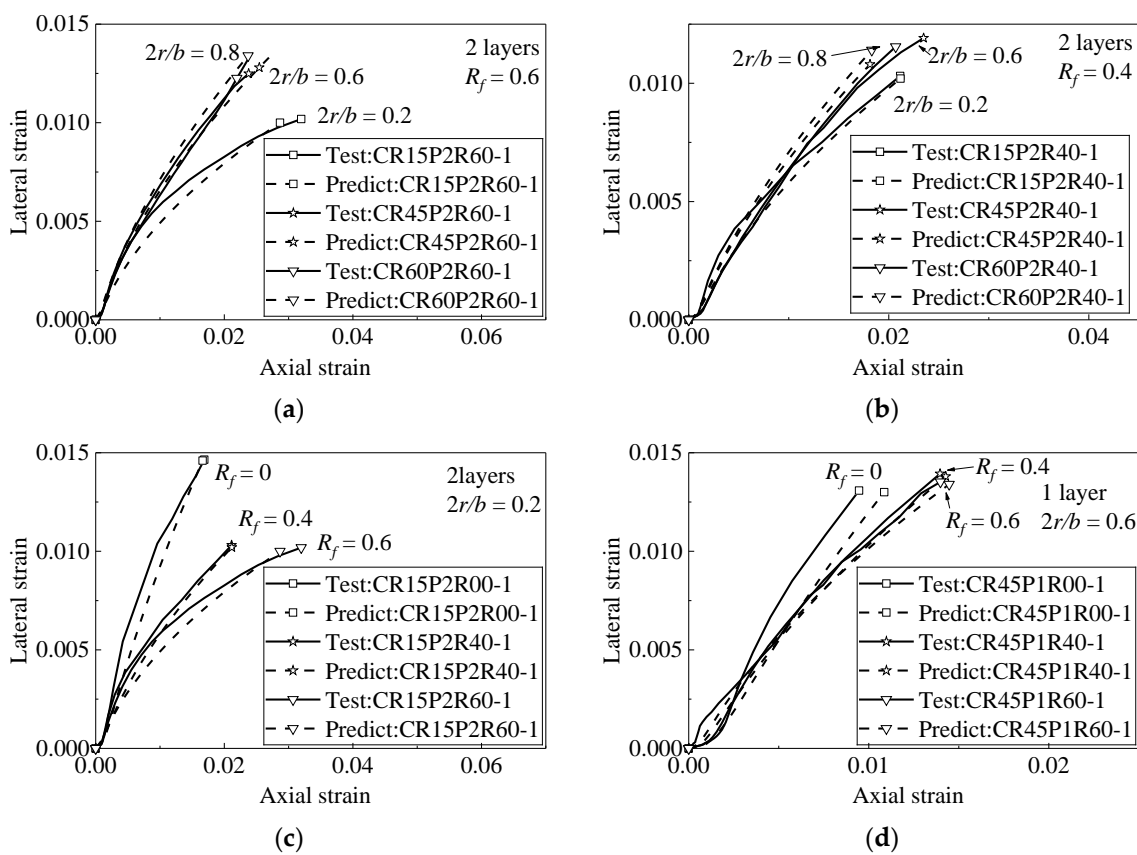 0.015
0.010
0.005
0.000
Lateral strain
2r/b = 0.8
2r/b = 0.6
2r/b = 0.2
2 layers
R_f = 0.6
Test:CR15P2R60-1
Predict:CR15P2R60-1
Test:CR45P2R60-1
Predict:CR45P2R60-1
Test:CR60P2R60-1
Predict:CR60P2R60-1
0.00 0.02 0.04 0.06
Axial strain
(a)
0.010
0.005
0.000
Lateral strain
2r/b = 0.8
2r/b = 0.6
2r/b = 0.2
2 layers
R_f = 0.4
Test:CR15P2R40-1
Predict:CR15P2R40-1
Test:CR45P2R40-1
Predict:CR45P2R40-1
Test:CR60P2R40-1
Predict:CR60P2R40-1
0.00 0.02 0.04
Axial strain
(b)
0.015
0.010
0.005
0.000
Lateral strain
R_f = 0
R_f = 0.4
R_f = 0.6
2layers
2r/b = 0.2
Test:CR15P2R00-1
Predict:CR15P2R00-1
Test:CR15P2R40-1
Predict:CR15P2R40-1
Test:CR15P2R60-1
Predict:CR15P2R60-1
0.00 0.02 0.04 0.06
Axial strain
(c)
0.015
0.010
0.005
0.000
Lateral strain
R_f = 0
R_f = 0.4
R_f = 0.6
1 layer
2r/b = 0.6
Test:CR45P1R00-1
Predict:CR45P1R00-1
Test:CR45P1R40-1
Predict:CR45P1R40-1
Test:CR45P1R60-1
Predict:CR45P1R60-1
0.00 0.01 0.02
Axial strain
(d)